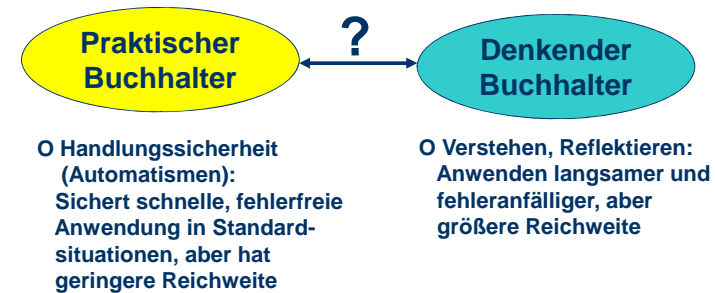 Praktischer
Buchhalter
?
Denkender
Buchhalter
O Handlungssicherheit
(Automatismen):
Sichert schnelle, fehlerfreie
Anwendung in Standard-
situationen, aber hat
geringere Reichweite
O Verstehen, Reflektieren:
Anwenden langsamer und
fehleranfälliger, aber
größere Reichweite